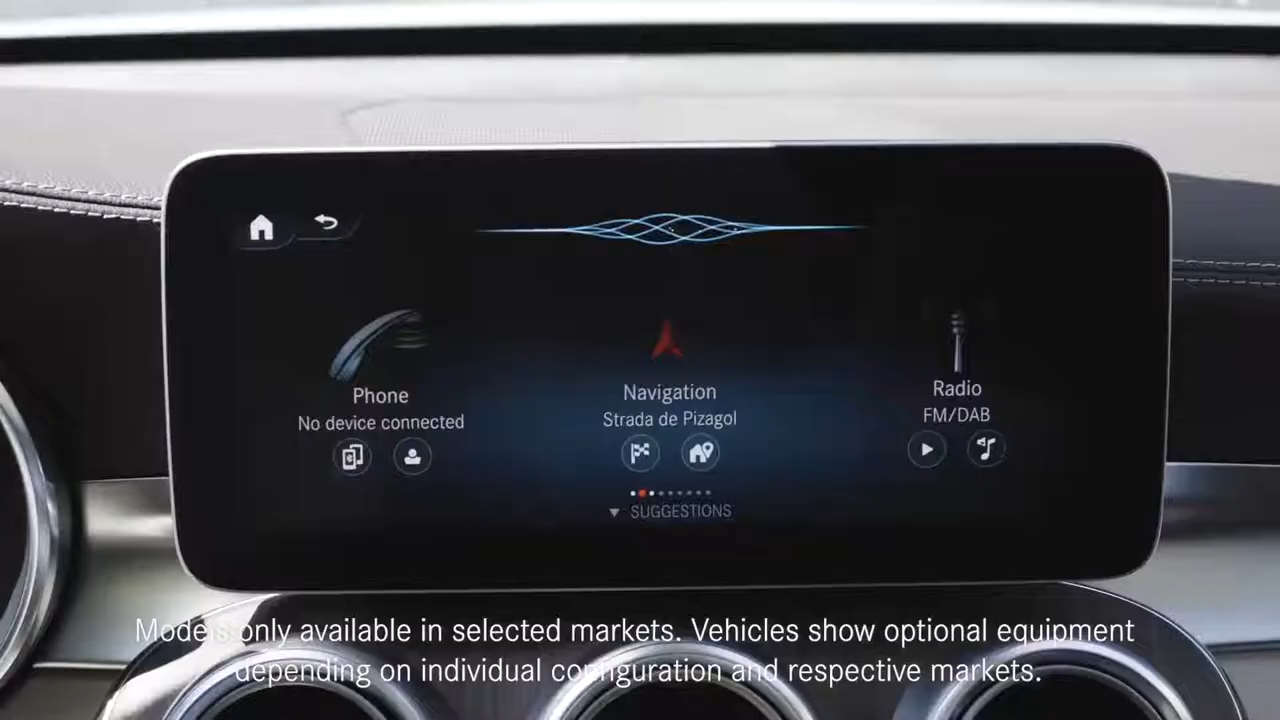 Phone
No device connected
Navigation
Strada de Pizagol
Radio
FM/DAB
SUGGESTIONS
Models only available in selected markets. Vehicles show optional equipment
depending on individual configuration and respective markets.